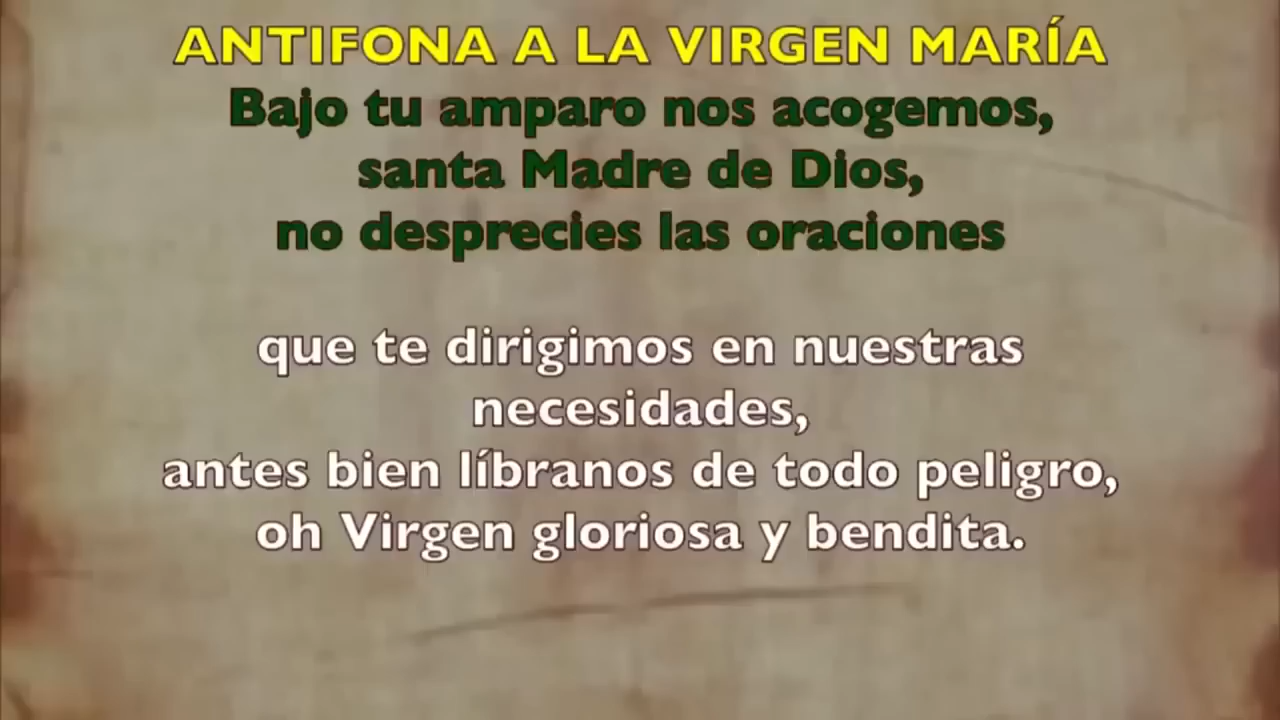 ANTIFONA A LA VIRGEN MARÍA
Bajo tu amparo nos acogemos,
santa Madre de Dios,
no desprecies las oraciones
que te dirigimos en nuestras
necesidades,
antes bien líbranos de todo peligro,
oh Virgen gloriosa y bendita.